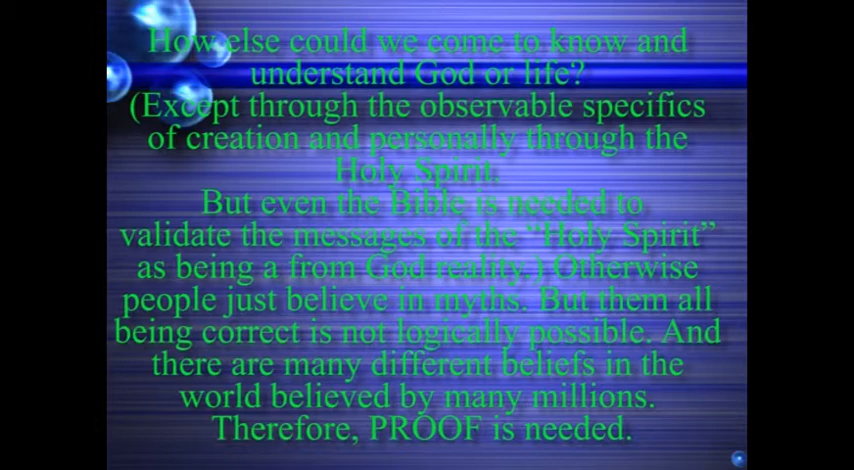 How else could we come to know and
understand God or life?
(Except through the observable specifics
of creation and personally through the
Holy Spirit.
But even the Bible is needed to
validate the messages of the “Holy Spirit”
as being a from God reality.) Otherwise
people just believe in myths. But them all
being correct is not logically possible. And
there are many different beliefs in the
world believed by many millions.
Therefore, PROOF is needed.